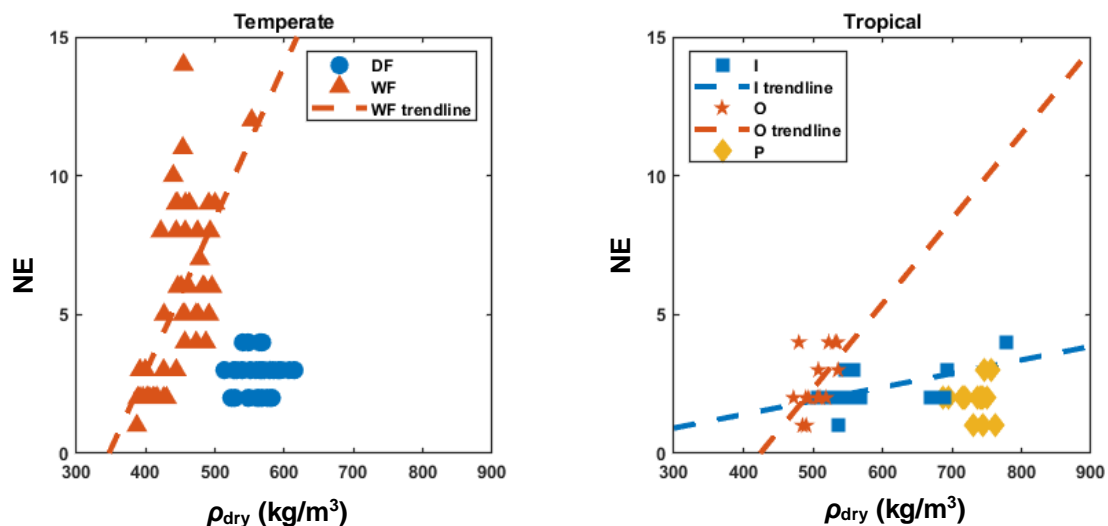 Temperate
15
10
5
0
NE
300 400 500 600 700 800 900
ρdry (kg/m³)
DF
WF
WF trendline
Tropical
15
10
5
0
NE
300 400 500 600 700 800 900
ρdry (kg/m³)
I
I trendline
O
O trendline
P